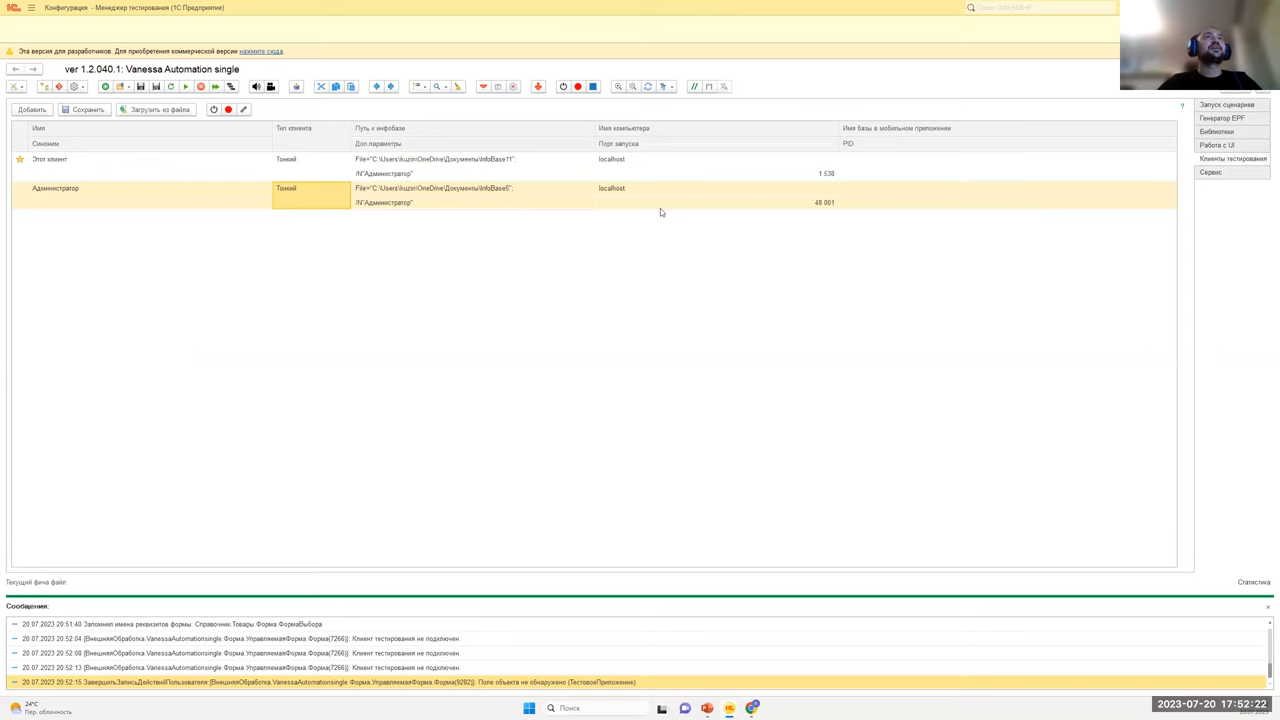 Конфигурация - Менеджер тестирования (1С:Предприятие)
Поиск Ctrl+Shift+F
Эта версия для разработчиков. Для приобретения коммерческой версии нажмите сюда.
ver 1.2.040.1: Vanessa Automation single
Добавить Сохранить Загрузить из файла ?
Имя Тип клиента Путь к инфобазе Имя компьютера Имя базы в мобильном приложении
Синоним Доп.параметры Порт запуска PID
Этот клиент Тонкий File="C:\Users\kuzin\OneDrive\Документы\InfoBase11"; localhost
/N"Администратор" 1 538
Администратор Тонкий File="C:\Users\kuzin\OneDrive\Документы\InfoBase5"; localhost
/N"Администратор" 48 001
Запуск сценариев
Генератор EPF
Библиотеки
Работа с UI
Клиенты тестирования
Сервис
Текущий фича файл: Статистика
Сообщения:
20.07.2023 20:51:40 Запомнил имена реквизитов формы: Справочник.Товары.Форма.ФормаВыбора
20.07.2023 20:52:04 {ВнешняяОбработка.VanessaAutomationsingle.Форма.УправляемаяФорма.Форма(7266)}: Клиент тестирования не подключен.
20.07.2023 20:52:08 {ВнешняяОбработка.VanessaAutomationsingle.Форма.УправляемаяФорма.Форма(7266)}: Клиент тестирования не подключен.
20.07.2023 20:52:13 {ВнешняяОбработка.VanessaAutomationsingle.Форма.УправляемаяФорма.Форма(7266)}: Клиент тестирования не подключен.
20.07.2023 20:52:15 ЗавершитьЗаписьДействийПользователя:{ВнешняяОбработка.VanessaAutomationsingle.Форма.УправляемаяФорма.Форма(9282)}: Поле объекта не обнаружено (ТестовоеПриложение)
24°C
Пер. облачность
Поиск
2023-07-20 17:52:22